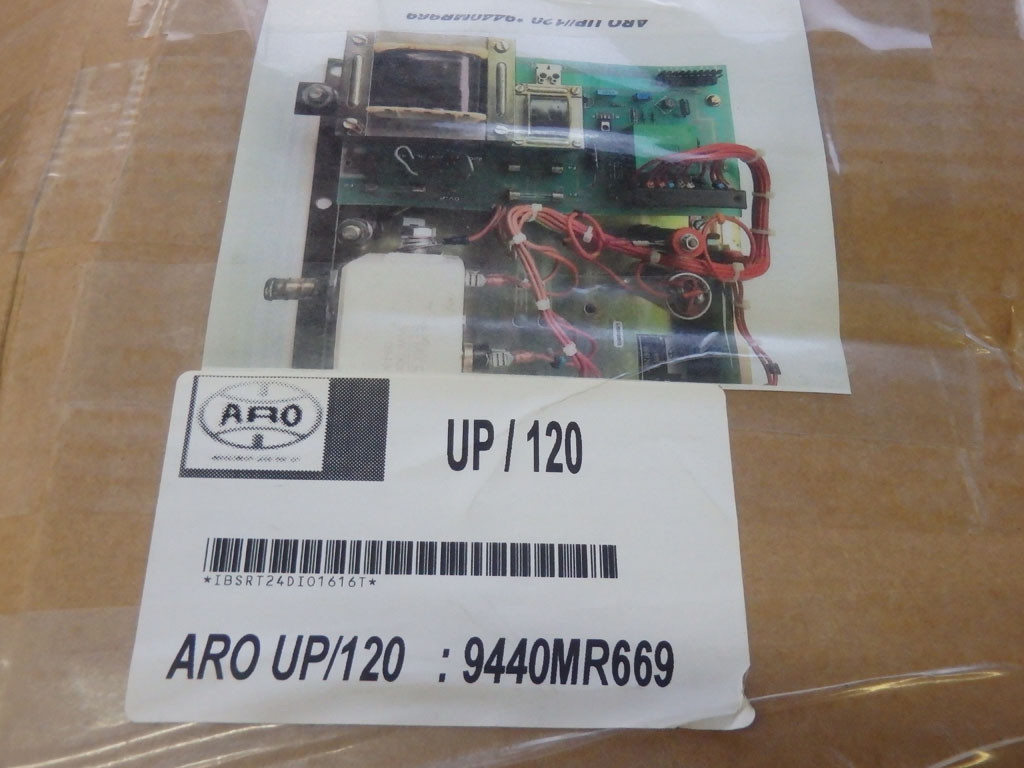 ARO UP/120 *9440MR669
ARO
UP / 120
*IBSRT24DI01616T*
ARO UP/120 : 9440MR669